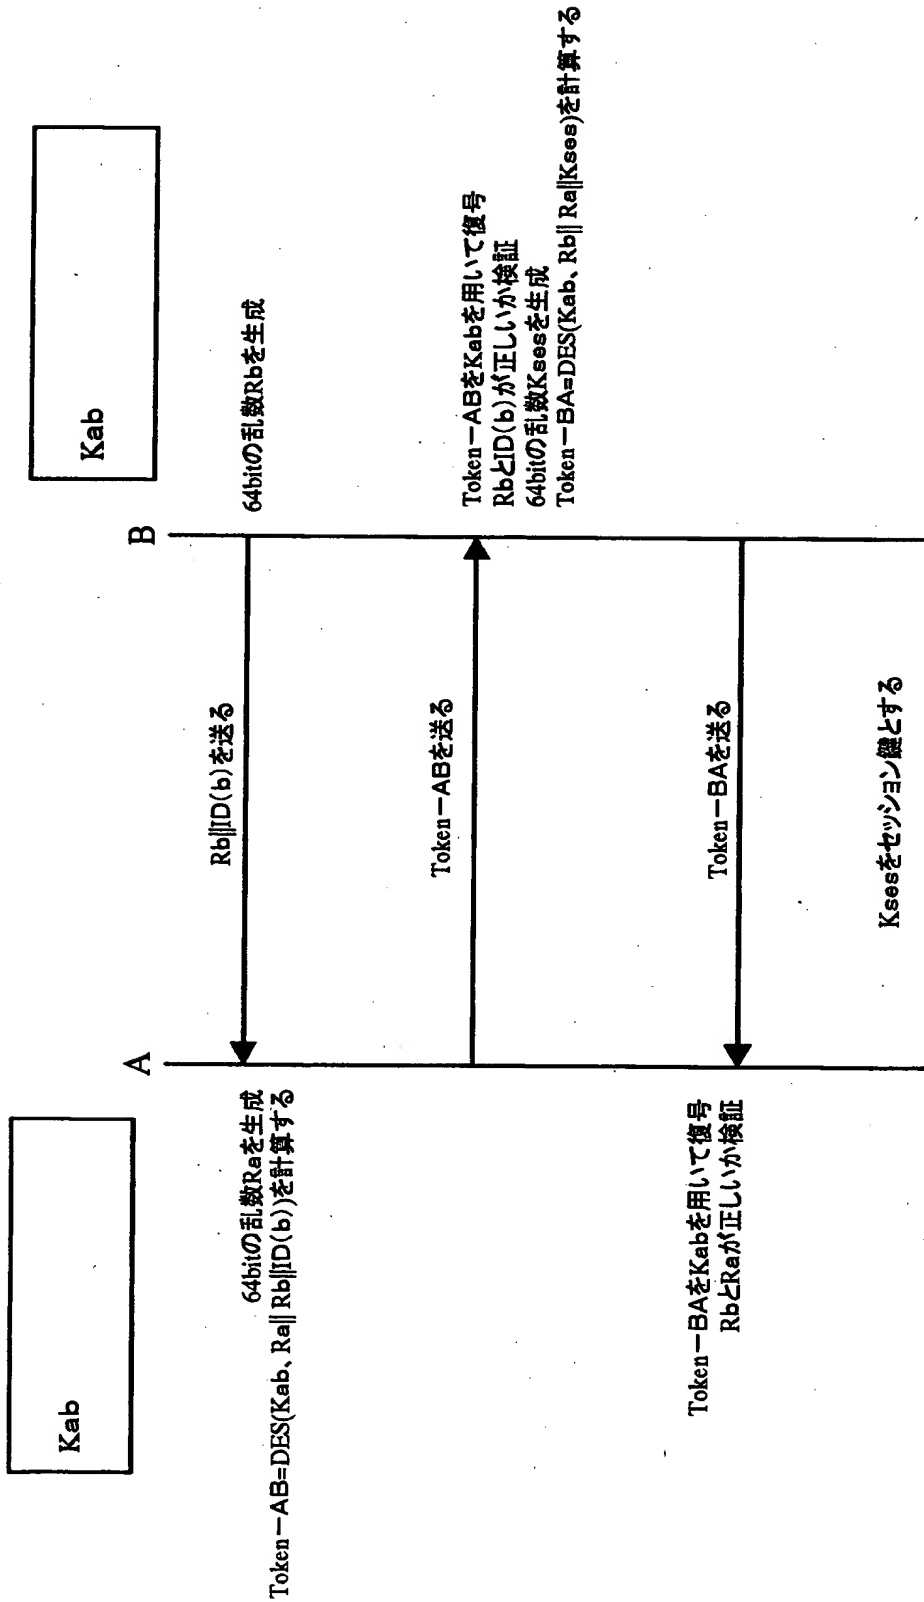 Kab
Kab
A
B
64bitの乱数Rbを生成
Rb||ID(b)を送る
64bitの乱数Raを生成
Token－AB=DES(Kab、Ra|| Rb||ID(b))を計算する
Token－ABを送る
Token－ABをKabを用いて復号
RbとID(b)が正しいか検証
64bitの乱数Ksesを生成
Token－BA=DES(Kab、Rb|| Ra||Kses)を計算する
Token－BAを送る
Token－BAをKabを用いて復号
RbとRaが正しいか検証
Ksesをセッション鍵とする